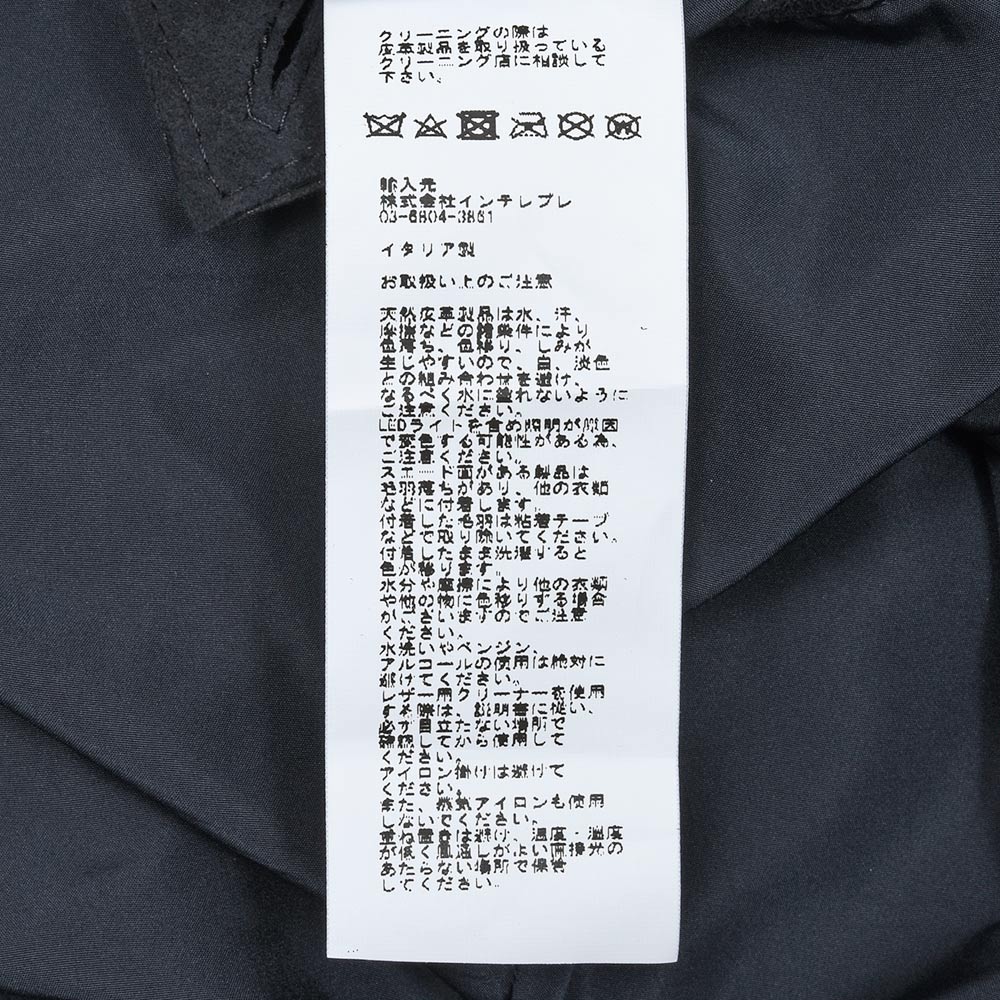 クリーニングの際は
皮革製品を取り扱っている
クリーニング店に相談して
下さい。
輸入元
株式会社インテレプレ
03-6804-3861
イタリア製
お取扱い上のご注意
天然皮革製品は水、汗、
摩擦などの諸条件により
色落ち、色移り、しみが
生じやすいので、白、淡色
との組み合わせを避け、
なるべく水に塗れないように
ご注意ください。
LEDライトを含め照明が原因
で変色する可能性がある為、
ご注意ください。
スエード面がある製品は
毛羽落ちがあり、他の衣類
などに付着します。
付着した毛羽は粘着テープ
などで取り除いてください。
付着したまま洗濯すると
色が移ります。
水分や摩擦により他の衣類
や他の物に色移りする場合
がございますのでご注意
ください。
水洗いやベンジン、
アルコールの使用は絶対に
避けてください。
レザー用クリーナーを使用
する際は、説明書に従い、
必ず目立たない場所で
確認してから使用して
ください。
アイロン掛けは避けて
ください。
また、蒸気アイロンも使用
しないでください。
重ね置きは避け、温度・湿度
が低く風通しがよい直接光の
あたらない場所で保管
してください。